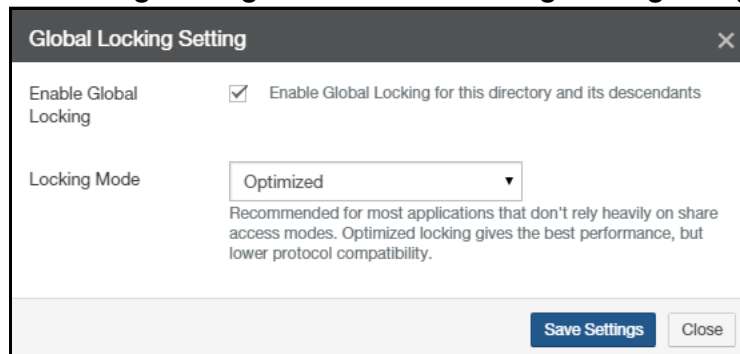 Global Locking Setting
Enable Global
Locking
Enable Global Locking for this directory and its descendants
Locking Mode
Optimized
Recommended for most applications that don't rely heavily on share
access modes. Optimized locking gives the best performance, but
lower protocol compatibility.
Save Settings
Close